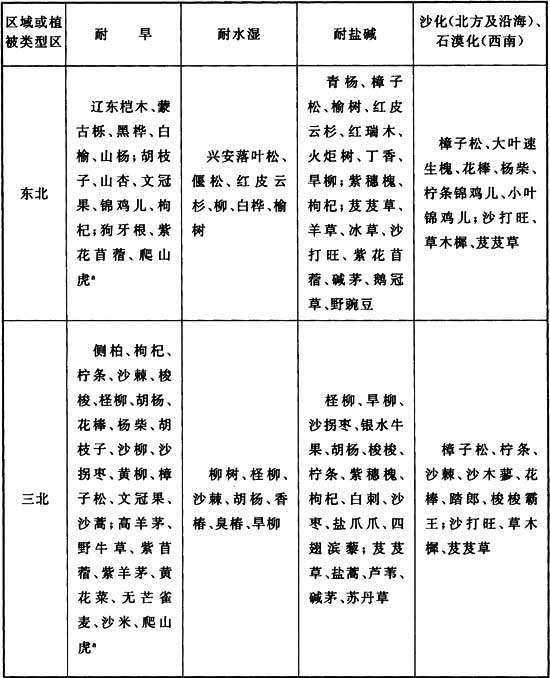 区域或植
被类型区
耐 旱
耐水湿
耐盐碱
沙化(北方及沿海)、
石漠化(西南)
东北
辽东桤木、蒙
古栎、黑桦、白
榆、山杨;胡枝
子、山杏、文冠
果、锦鸡儿、枸
杞;狗牙根、紫
花苜蓿、爬山
虎ᵃ
兴安落叶松、
偃松、红皮云
杉、柳、白桦、榆
树
青杨、樟子
松、榆树、红皮
云杉、红瑞木、
火炬树、丁香、
旱柳;紫穗槐、
枸杞;芨芨草、
羊草、冰草、沙
打旺、紫花苜
蓿、碱茅、鹅冠
草、野豌豆
樟子松、大叶速
生槐、花棒、杨柴、
柠条锦鸡儿、小叶
锦鸡儿;沙打旺、
草木樨、芨芨草
三北
侧柏、枸杞、
柠条、沙棘、梭
梭、柽柳、胡杨、
花棒、杨柴、胡
枝子、沙柳、沙
拐枣、黄柳、樟
子松、文冠果、
沙蒿;高羊茅、
野牛草、紫苜
蓿、紫羊茅、黄
花菜、无芒雀
麦、沙米、爬山
虎ᵃ
柳树、柽柳、
沙棘、胡杨、香
椿、臭椿、旱柳
柽柳、旱柳、
沙拐枣、银水牛
果、胡杨、梭梭、
柠条、紫穗槐、
枸杞、白刺、沙
枣、盐爪爪、四
翅滨藜;芨芨
草、盐蒿、芦苇、
碱茅、苏丹草
樟子松、柠条、
沙棘、沙木蓼、花
棒、踏郎、梭梭霸
王;沙打旺、草木
樨、芨芨草